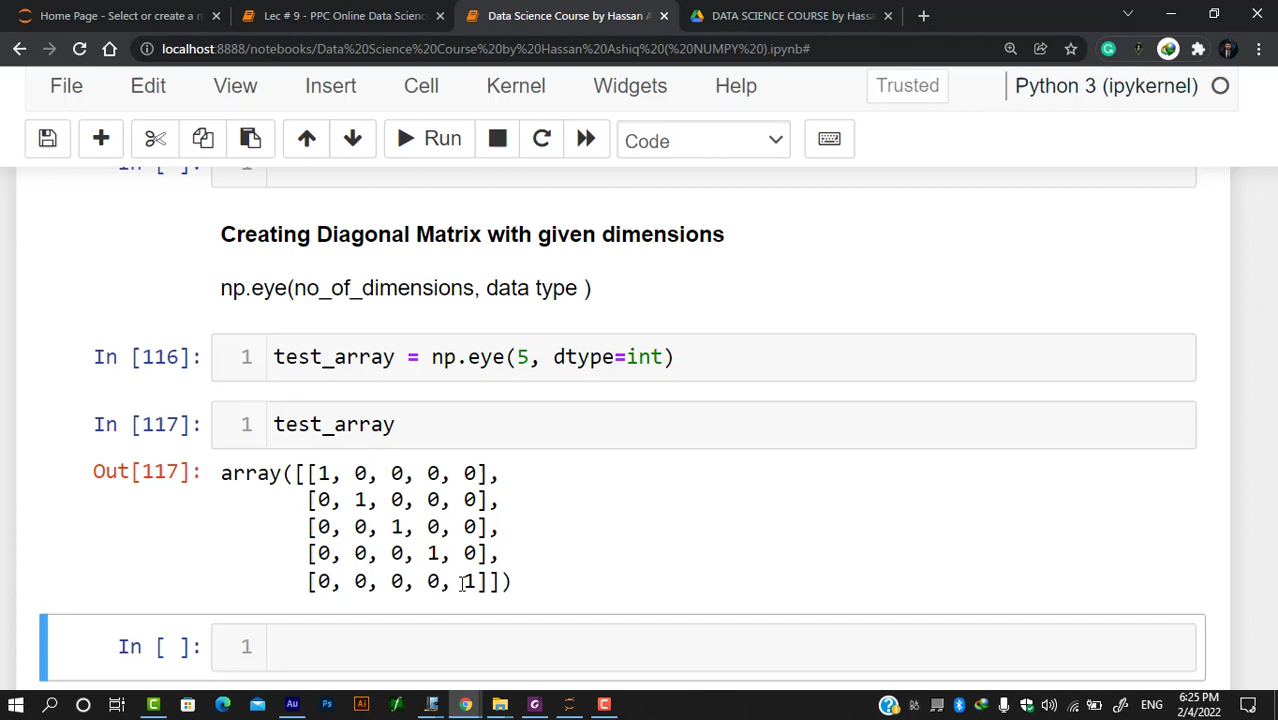 Home Page - Select or create a n
Lec # 9 - PPC Online Data Scienc
Data Science Course by Hassan A
DATA SCIENCE COURSE by Hass
localhost:8888/notebooks/Data%20Science%20Course%20by%20Hassan%20Ashiq%20(%20NUMPY%20).ipynb#
File Edit View Insert Cell Kernel Widgets Help Trusted Python 3 (ipykernel)
Run Code
In [ ]: 1
Creating Diagonal Matrix with given dimensions
np.eye(no_of_dimensions, data type )
In [116]: 1 test_array = np.eye(5, dtype=int)
In [117]: 1 test_array
Out[117]: array([[1, 0, 0, 0, 0],
[0, 1, 0, 0, 0],
[0, 0, 1, 0, 0],
[0, 0, 0, 1, 0],
[0, 0, 0, 0, 1]])
In [ ]: 1
Au Ps Ai ENG 6:25 PM
2/4/2022